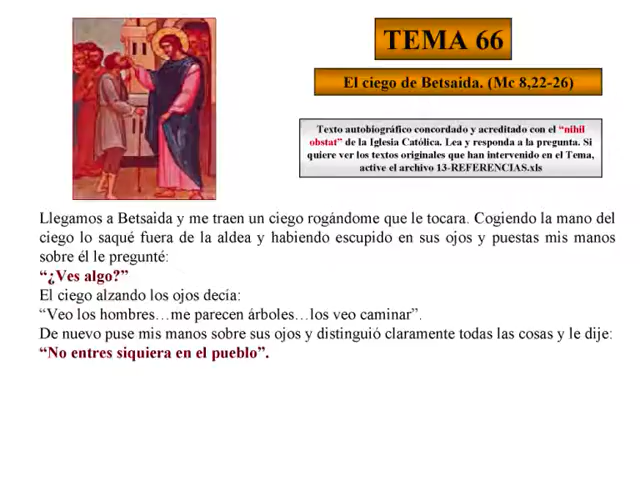 TEMA 66
El ciego de Betsaida. (Mc 8,22-26)
Texto autobiográfico concordado y acreditado con el “nihil
obstat” de la Iglesia Católica. Lea y responda a la pregunta. Si
quiere ver los textos originales que han intervenido en el Tema,
active el archivo 13-REFERENCIAS.xls
Llegamos a Betsaida y me traen un ciego rogándome que le tocara. Cogiendo la mano del
ciego lo saqué fuera de la aldea y habiendo escupido en sus ojos y puestas mis manos
sobre él le pregunté:
“¿Ves algo?”
El ciego alzando los ojos decía:
“Veo los hombres…me parecen árboles…los veo caminar”.
De nuevo puse mis manos sobre sus ojos y distinguió claramente todas las cosas y le dije:
“No entres siquiera en el pueblo”.